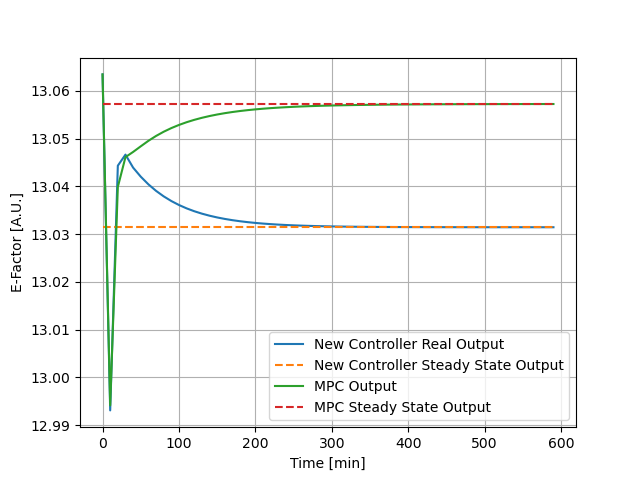 13.06
13.05
13.04
13.03
13.02
13.01
13.00
12.99
E-Factor [A.U.]
0 100 200 300 400 500 600
Time [min]
New Controller Real Output
New Controller Steady State Output
MPC Output
MPC Steady State Output